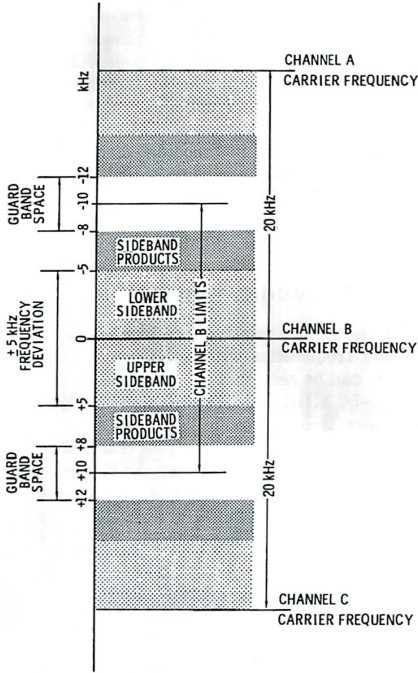 CHANNEL A
CARRIER FREQUENCY
kHz
-12
GUARD
BAND
SPACE
-10
-8
SIDEBAND
PRODUCTS
-5
20 kHz
LOWER
SIDEBAND
CHANNEL B LIMITS
±5 kHz
FREQUENCY
DEVIATION
0
CHANNEL B
CARRIER FREQUENCY
UPPER
SIDEBAND
+5
SIDEBAND
PRODUCTS
+8
GUARD
BAND
SPACE
+10
+12
20 kHz
CHANNEL C
CARRIER FREQUENCY